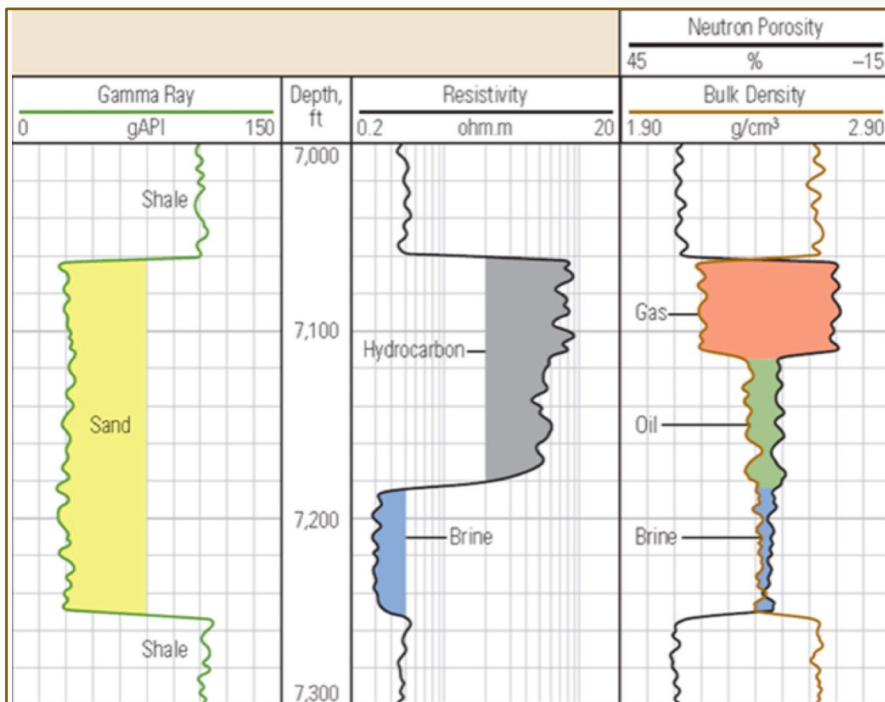 Neutron Porosity
45 % –15
Gamma Ray Depth, ft Resistivity Bulk Density
0 gAPI 150 0.2 ohm.m 20 1.90 g/cm³ 2.90
7,000
Shale
Gas
7,100
Hydrocarbon
Sand Oil
7,200
Brine Brine
Shale
7,300